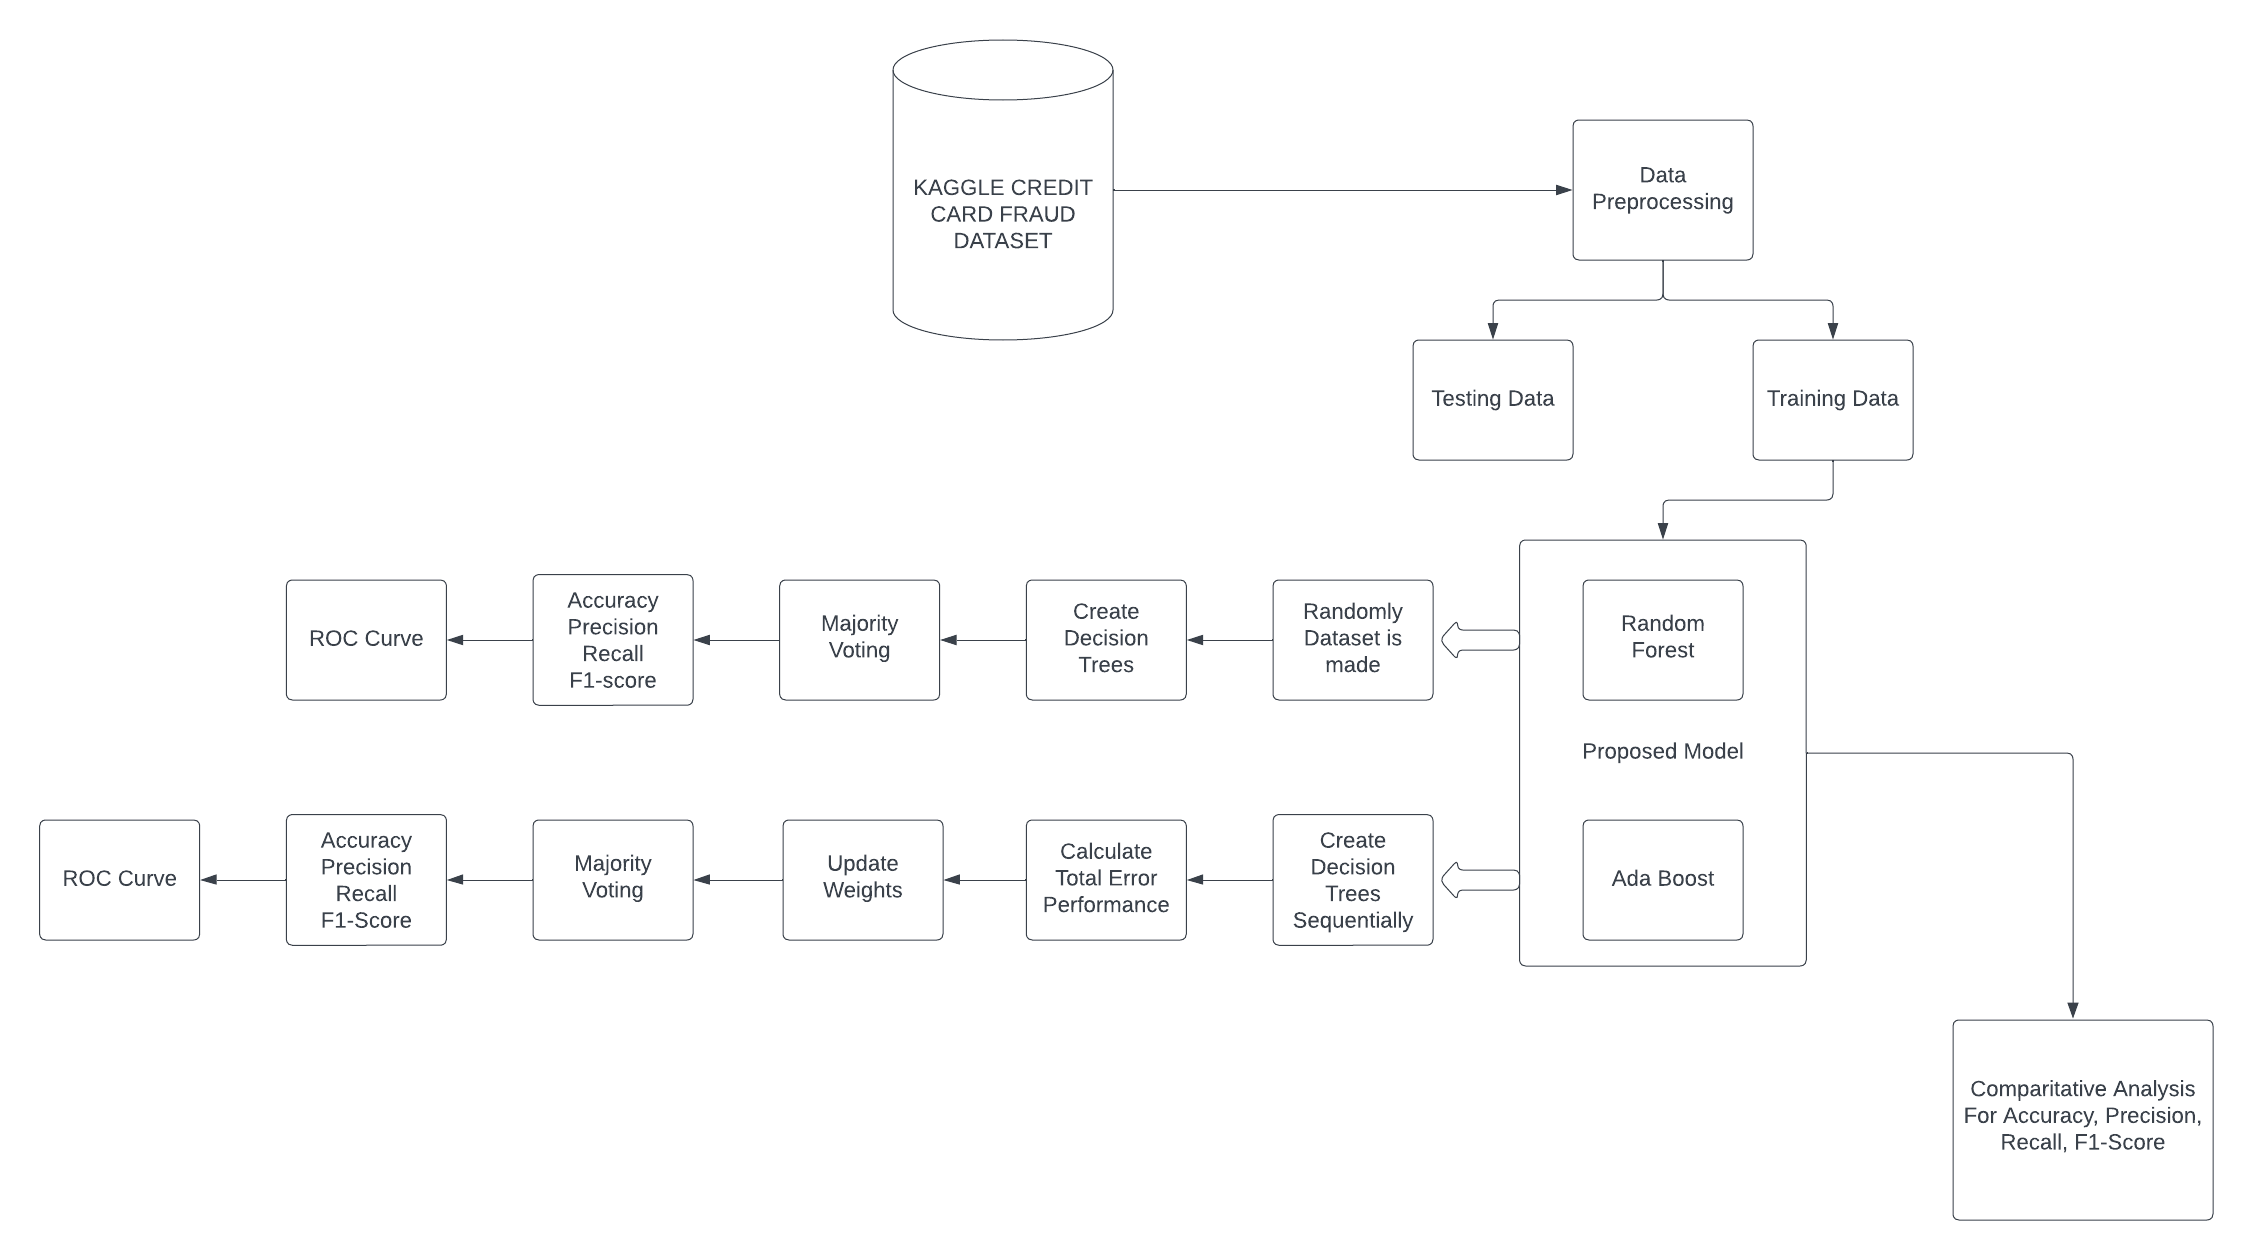 KAGGLE CREDIT
CARD FRAUD
DATASET
Data
Preprocessing
Testing Data
Training Data
ROC Curve
Accuracy
Precision
Recall
F1-score
Majority
Voting
Create
Decision
Trees
Randomly
Dataset is
made
Random
Forest
Proposed Model
ROC Curve
Accuracy
Precision
Recall
F1-Score
Majority
Voting
Update
Weights
Calculate
Total Error
Performance
Create
Decision
Trees
Sequentially
Ada Boost
Comparitative Analysis
For Accuracy, Precision,
Recall, F1-Score